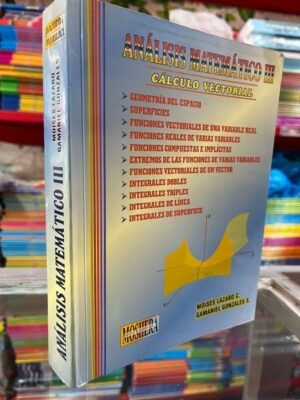 MOSHERA
MOISES LAZARO
GAMANIEL GONZALES
ANÁLISIS MATEMÁTICO III
ANÁLISIS MATEMÁTICO III
CÁLCULO VECTORIAL
➤ GEOMETRÍA DEL ESPACIO
➤ SUPERFICIES
➤ FUNCIONES VECTORIALES DE UNA VARIABLE REAL
➤ FUNCIONES REALES DE VARIAS VARIABLES
➤ FUNCIONES COMPUESTAS E IMPLÍCITAS
➤ EXTREMOS DE LAS FUNCIONES DE VARIAS VARIABLES
➤ FUNCIONES VECTORIALES DE UN VECTOR
➤ INTEGRALES DOBLES
➤ INTEGRALES TRIPLES
➤ INTEGRALES DE LÍNEA
➤ INTEGRALES DE SUPERFICIE
MOISES LAZARO C.
GAMANIEL GONZALES S.
MOSHERA